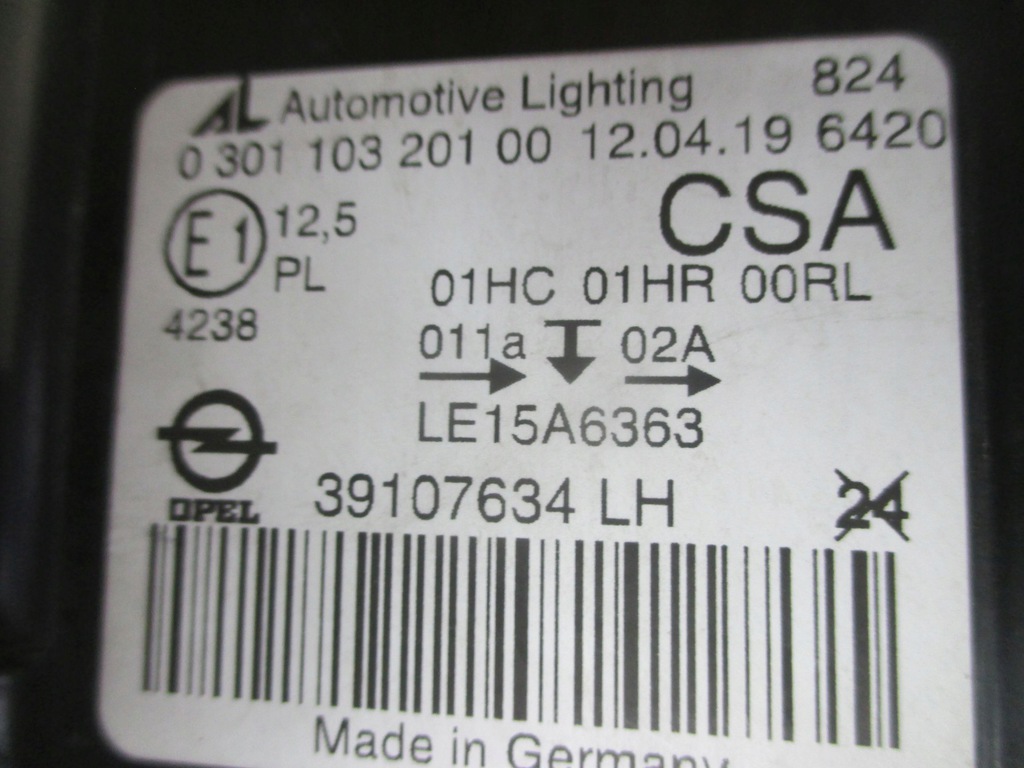 AL Automotive Lighting 824
0 301 103 201 00 12.04.19 6420
E1 12,5 CSA
PL 01HC 01HR 00RL
4238 011a 02A
LE15A6363
OPEL 39107634 LH 24
Made in Germany